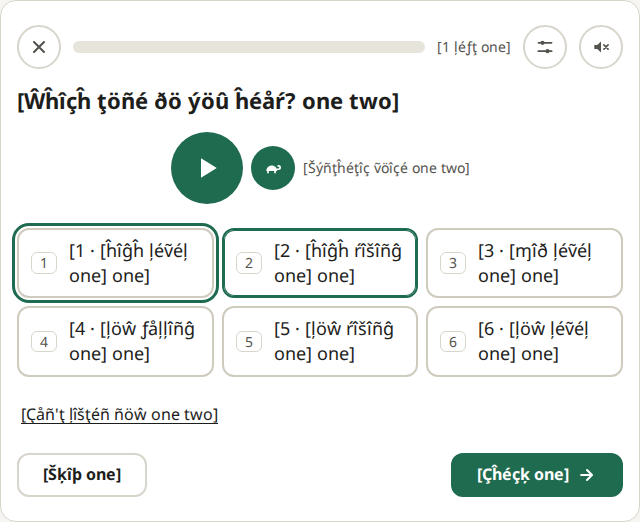 [1 ļéƒţ one]
[Ŵĥîçĥ ţöñé ðö ýöû ĥéåŕ? one two]
[Šýñţĥéţîç ṽöîçé one two]
1 [1 · [ĥîĝĥ ļéṽéļ one] one]
2 [2 · [ĥîĝĥ ŕîšîñĝ one] one]
3 [3 · [ɱîð ļéṽéļ one] one]
4 [4 · [ļöŵ ƒåļļîñĝ one] one]
5 [5 · [ļöŵ ŕîšîñĝ one] one]
6 [6 · [ļöŵ ļéṽéļ one] one]
[Çåñ'ţ ļîšţéñ ñöŵ one two]
[Šķîþ one]
[Çĥéçķ one]